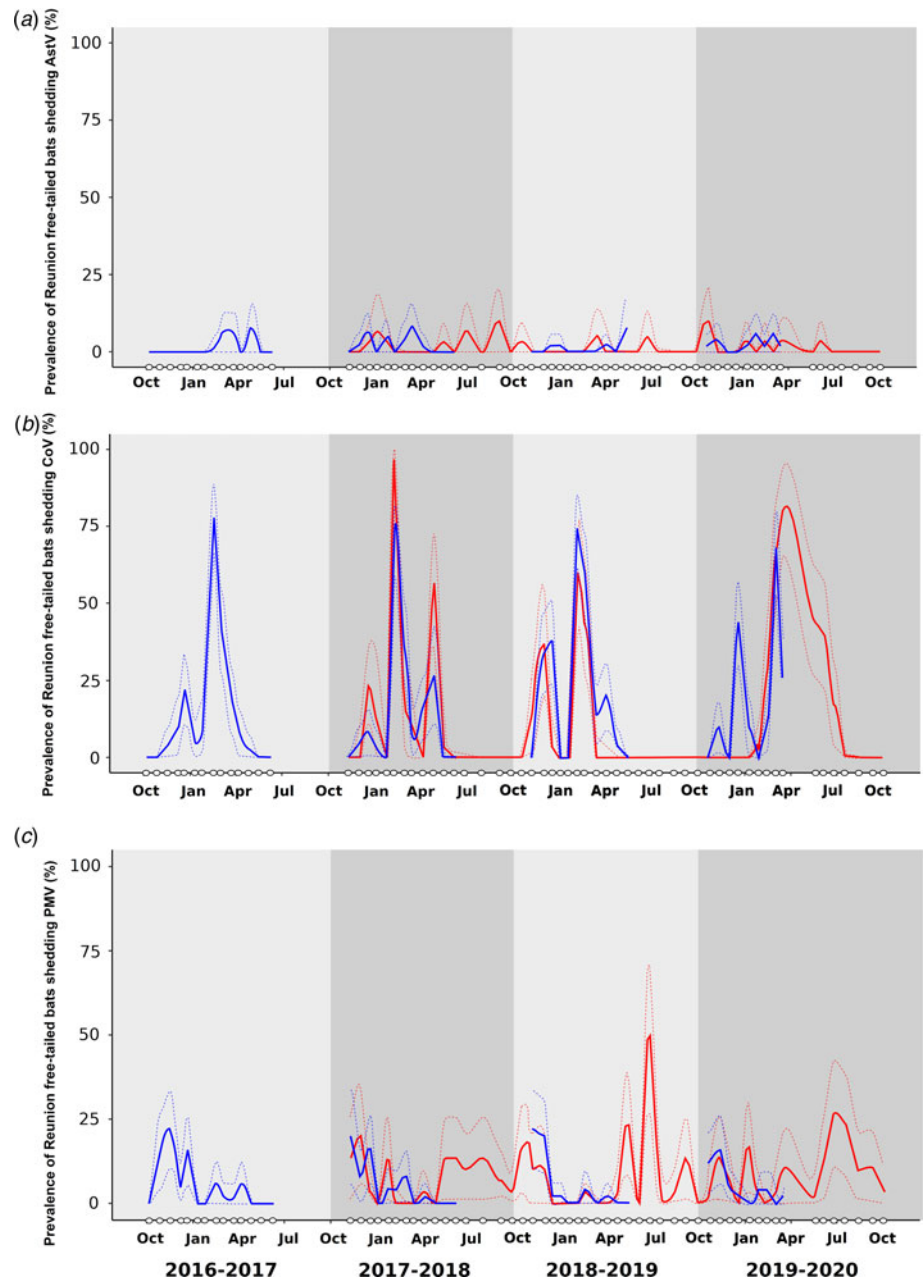 (a)
Prevalence of Reunion free-tailed bats shedding AstV (%)
100
75
50
25
0
Oct Jan Apr Jul Oct Jan Apr Jul Oct Jan Apr Jul Oct Jan Apr Jul Oct
(b)
Prevalence of Reunion free-tailed bats shedding CoV (%)
100
75
50
25
0
Oct Jan Apr Jul Oct Jan Apr Jul Oct Jan Apr Jul Oct Jan Apr Jul Oct
(c)
Prevalence of Reunion free-tailed bats shedding PMV (%)
100
75
50
25
0
Oct Jan Apr Jul Oct Jan Apr Jul Oct Jan Apr Jul Oct Jan Apr Jul Oct
2016-2017 2017-2018 2018-2019 2019-2020